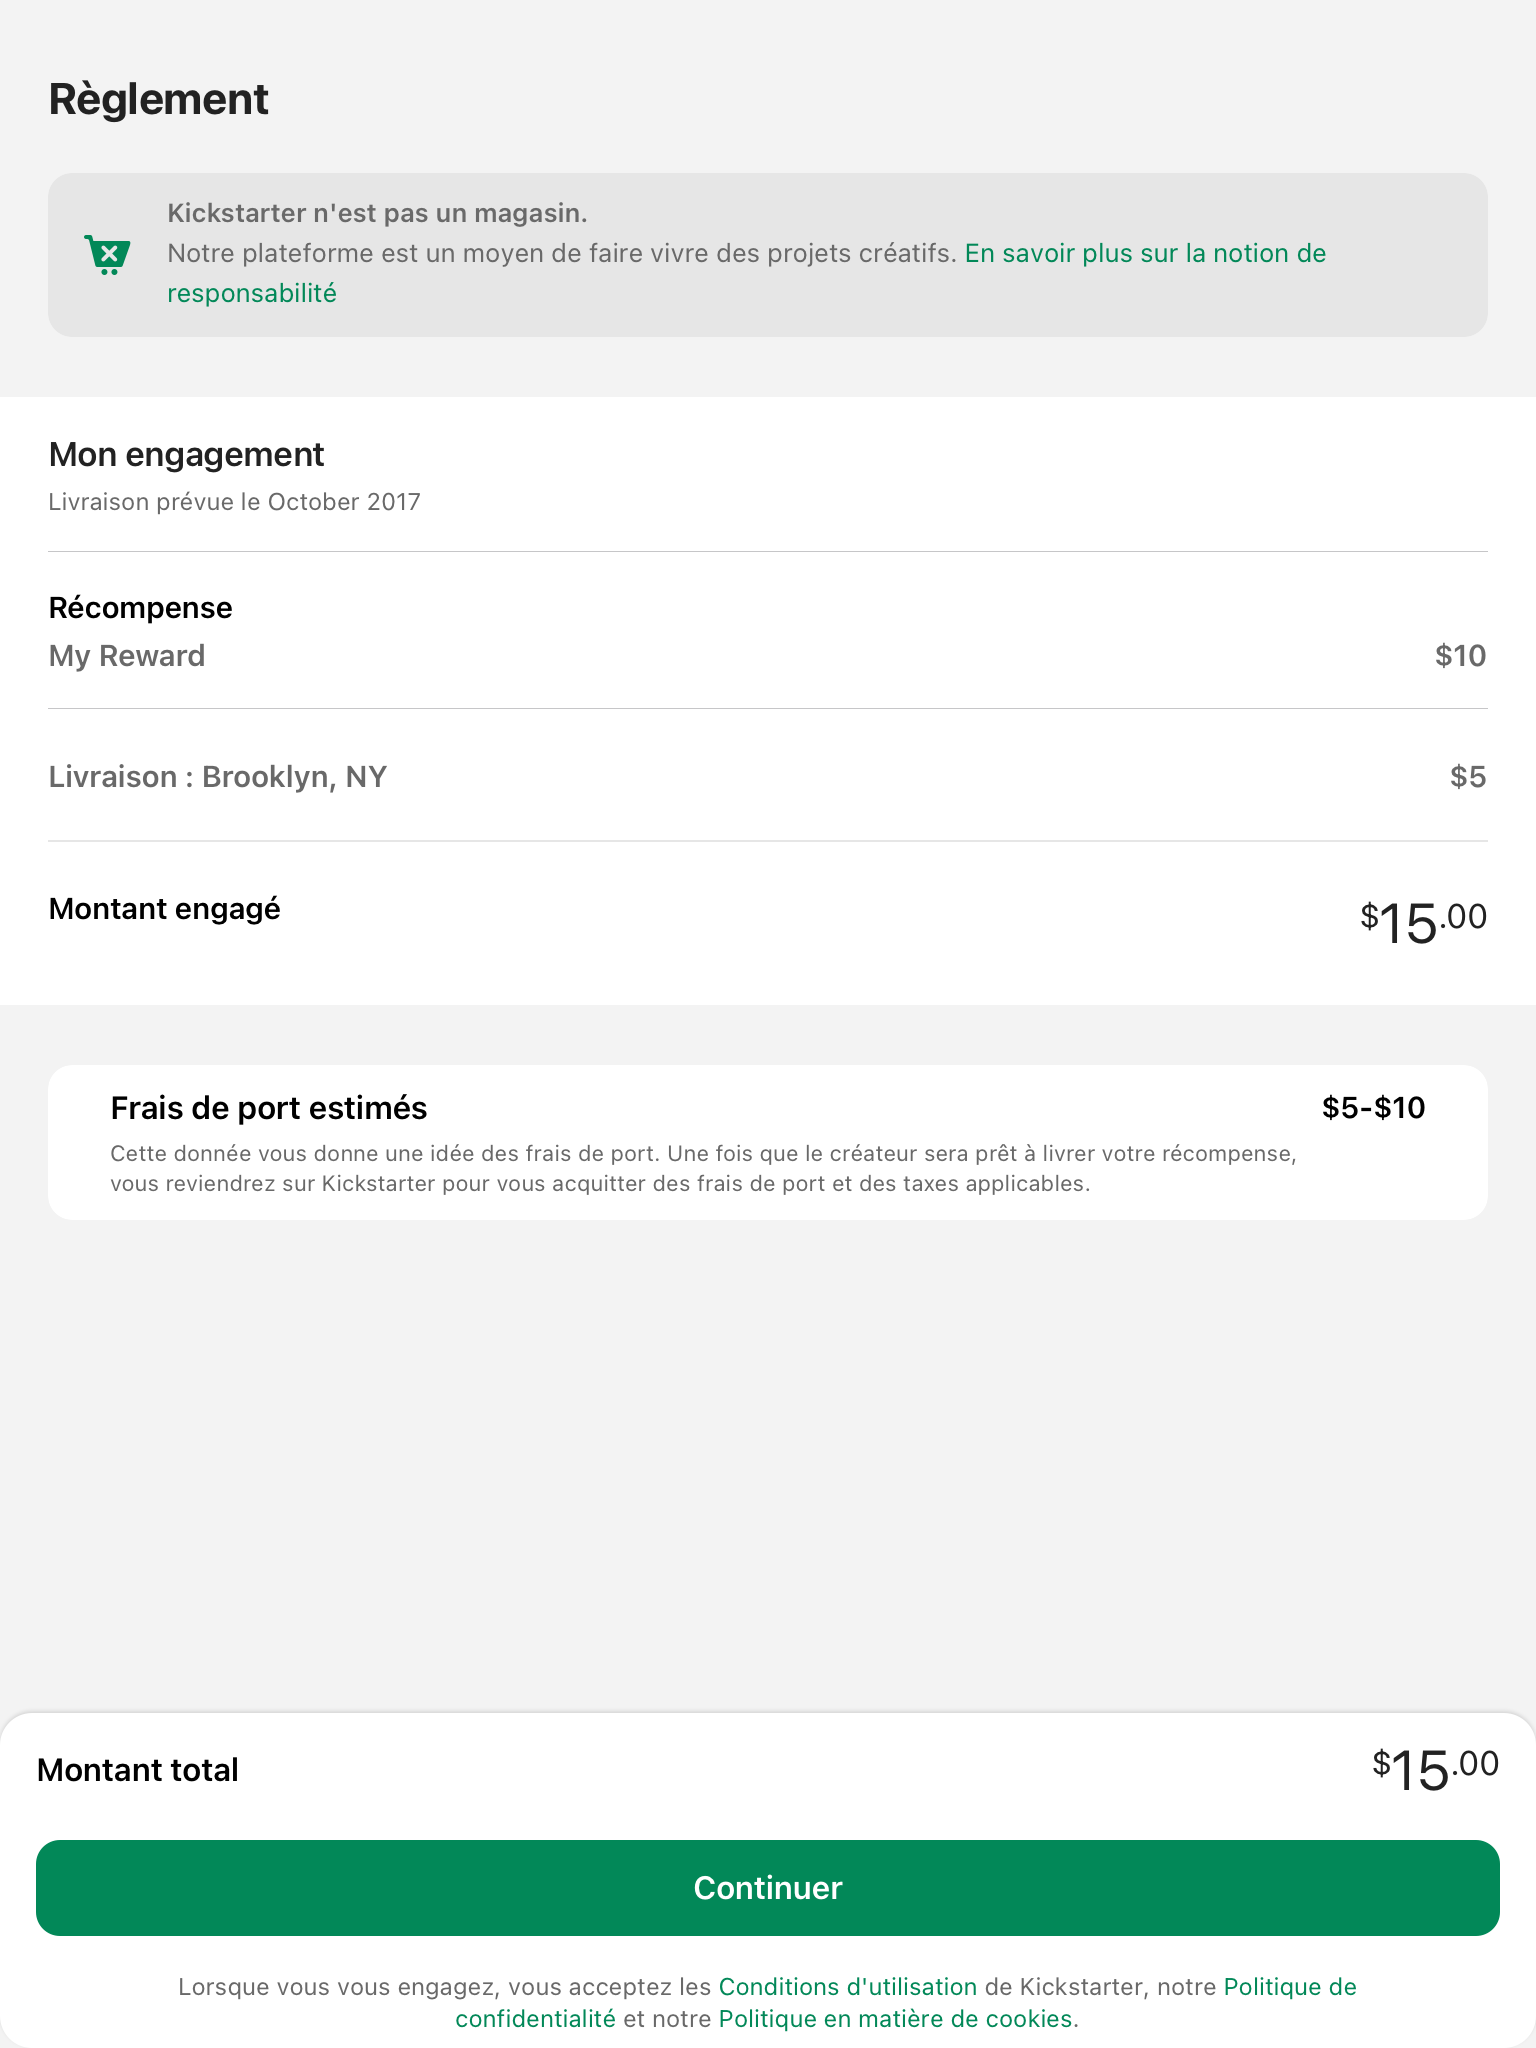 Règlement
Kickstarter n'est pas un magasin.
Notre plateforme est un moyen de faire vivre des projets créatifs. En savoir plus sur la notion de
responsabilité
Mon engagement
Livraison prévue le October 2017
Récompense
My Reward $10
Livraison : Brooklyn, NY $5
Montant engagé $15.00
Frais de port estimés $5-$10
Cette donnée vous donne une idée des frais de port. Une fois que le créateur sera prêt à livrer votre récompense,
vous reviendrez sur Kickstarter pour vous acquitter des frais de port et des taxes applicables.
Montant total $15.00
Continuer
Lorsque vous vous engagez, vous acceptez les Conditions d'utilisation de Kickstarter, notre Politique de
confidentialité et notre Politique en matière de cookies.